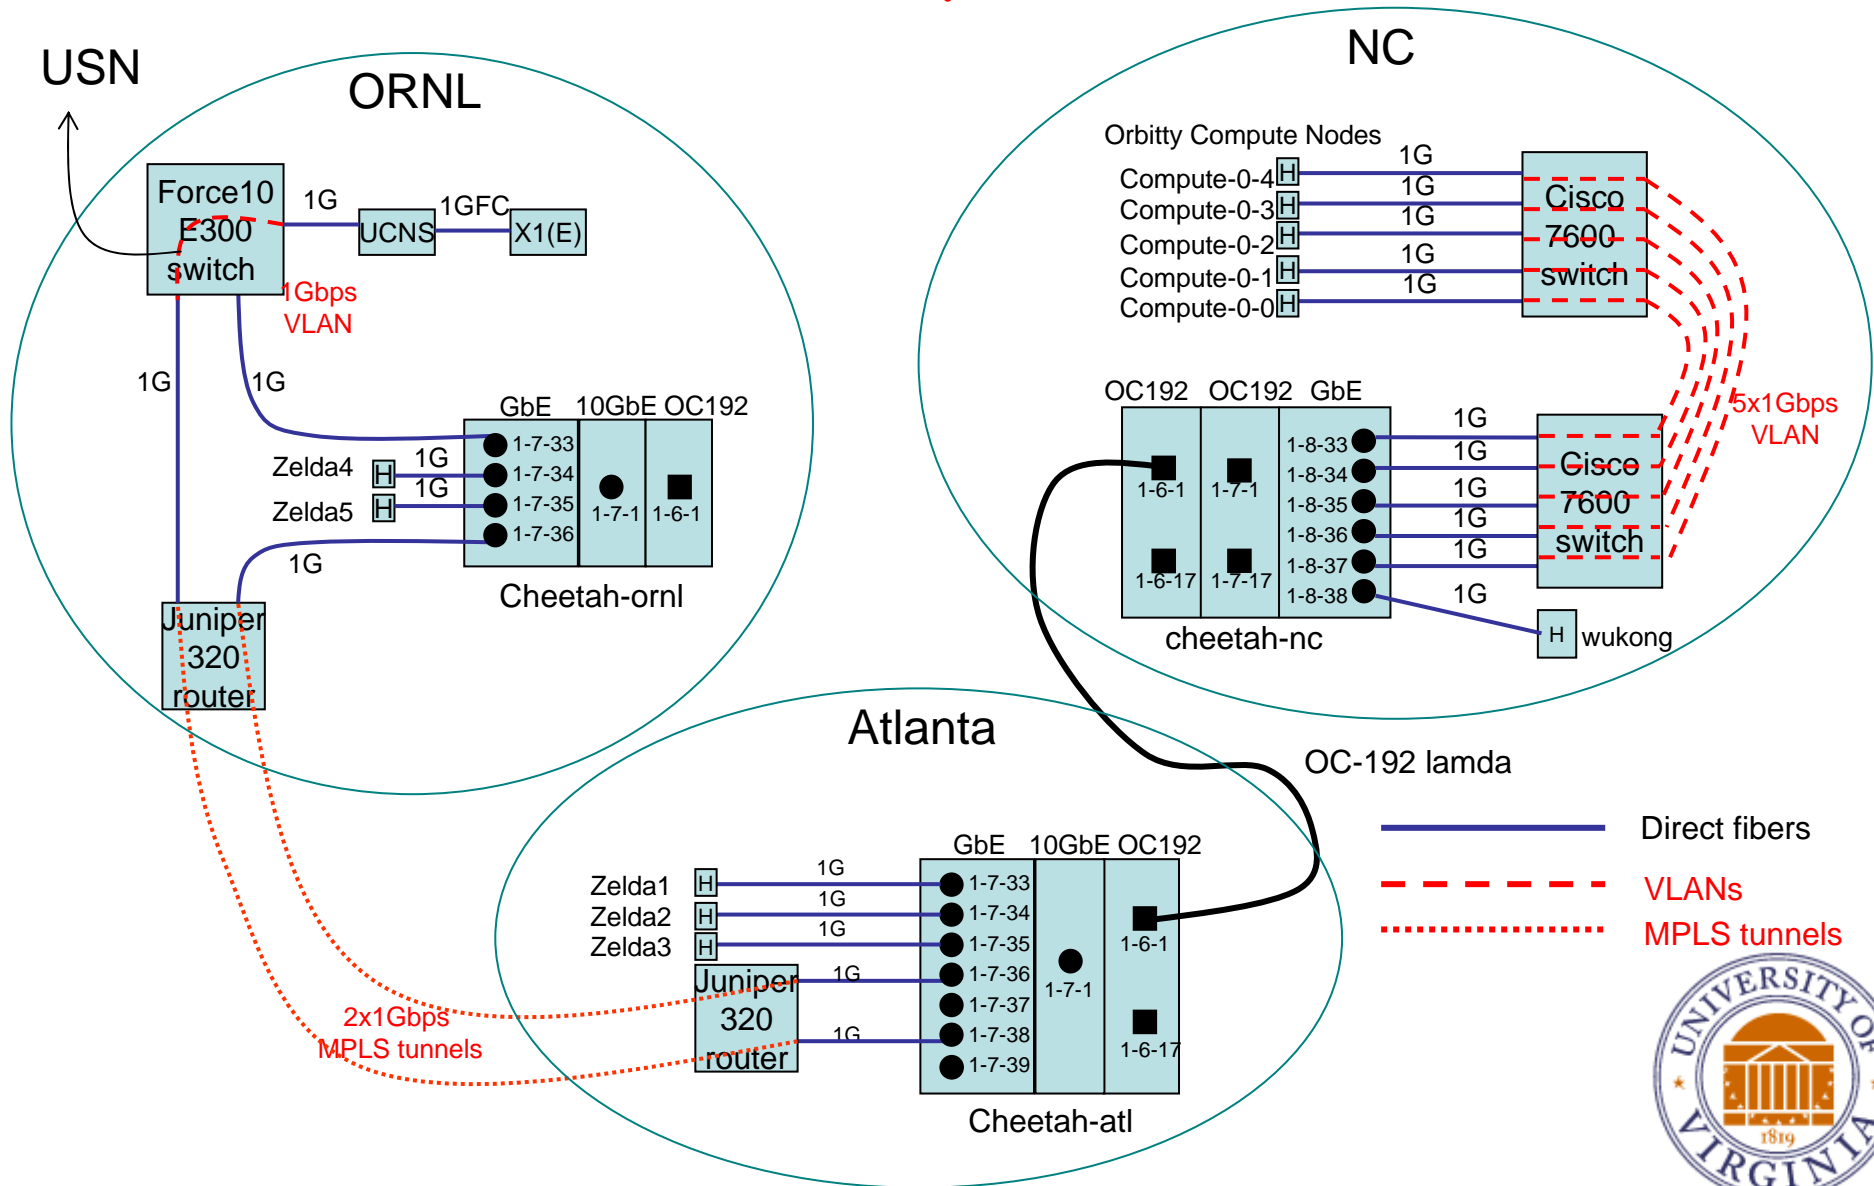 USN
ORNL
NC
Force10
E300
switch
1G
UCNS
1GFC
X1(E)
1Gbps
VLAN
1G
1G
GbE
10GbE
OC192
Zelda4
H
1G
Zelda5
H
1G
1-7-33
1-7-34
1-7-35
1-7-36
1-7-1
1-6-1
1G
Cheetah-ornl
Juniper
320
router
Orbitty Compute Nodes
Compute-0-4
H
1G
Compute-0-3
H
1G
Compute-0-2
H
1G
Compute-0-1
H
1G
Compute-0-0
H
1G
Cisco
7600
switch
5x1Gbps
VLAN
OC192
OC192
GbE
1-6-1
1-7-1
1-6-17
1-7-17
1-8-33
1-8-34
1-8-35
1-8-36
1-8-37
1-8-38
1G
1G
1G
1G
1G
1G
Cisco
7600
switch
H
wukong
cheetah-nc
Atlanta
OC-192 lamda
GbE
10GbE
OC192
Zelda1
H
1G
Zelda2
H
1G
Zelda3
H
1G
Juniper
320
router
1G
1G
1-7-33
1-7-34
1-7-35
1-7-36
1-7-37
1-7-38
1-7-39
1-7-1
1-6-1
1-6-17
Cheetah-atl
2x1Gbps
MPLS tunnels
Direct fibers
VLANs
MPLS tunnels
UNIVERSITY OF
VIRGINIA
1819